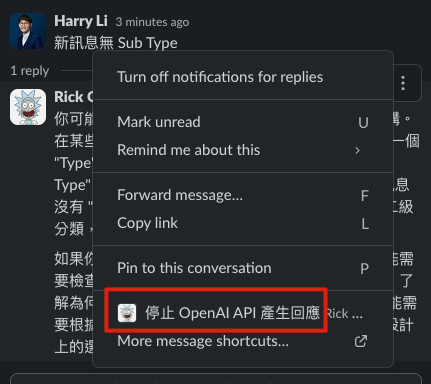 Harry Li 3 minutes ago
新訊息無 Sub Type
1 reply
Rick
你可能
在某些
"Type"
Type"
沒有 "
分類，
如果你
要檢查
解為何
要根據
上的選
構。
一個
息
二級
能需
了
能需
設計
Turn off notifications for replies
Mark unread U
Remind me about this
Forward message... F
Copy link L
Pin to this conversation P
停止 OpenAI API 產生回應 Rick ...
More message shortcuts...